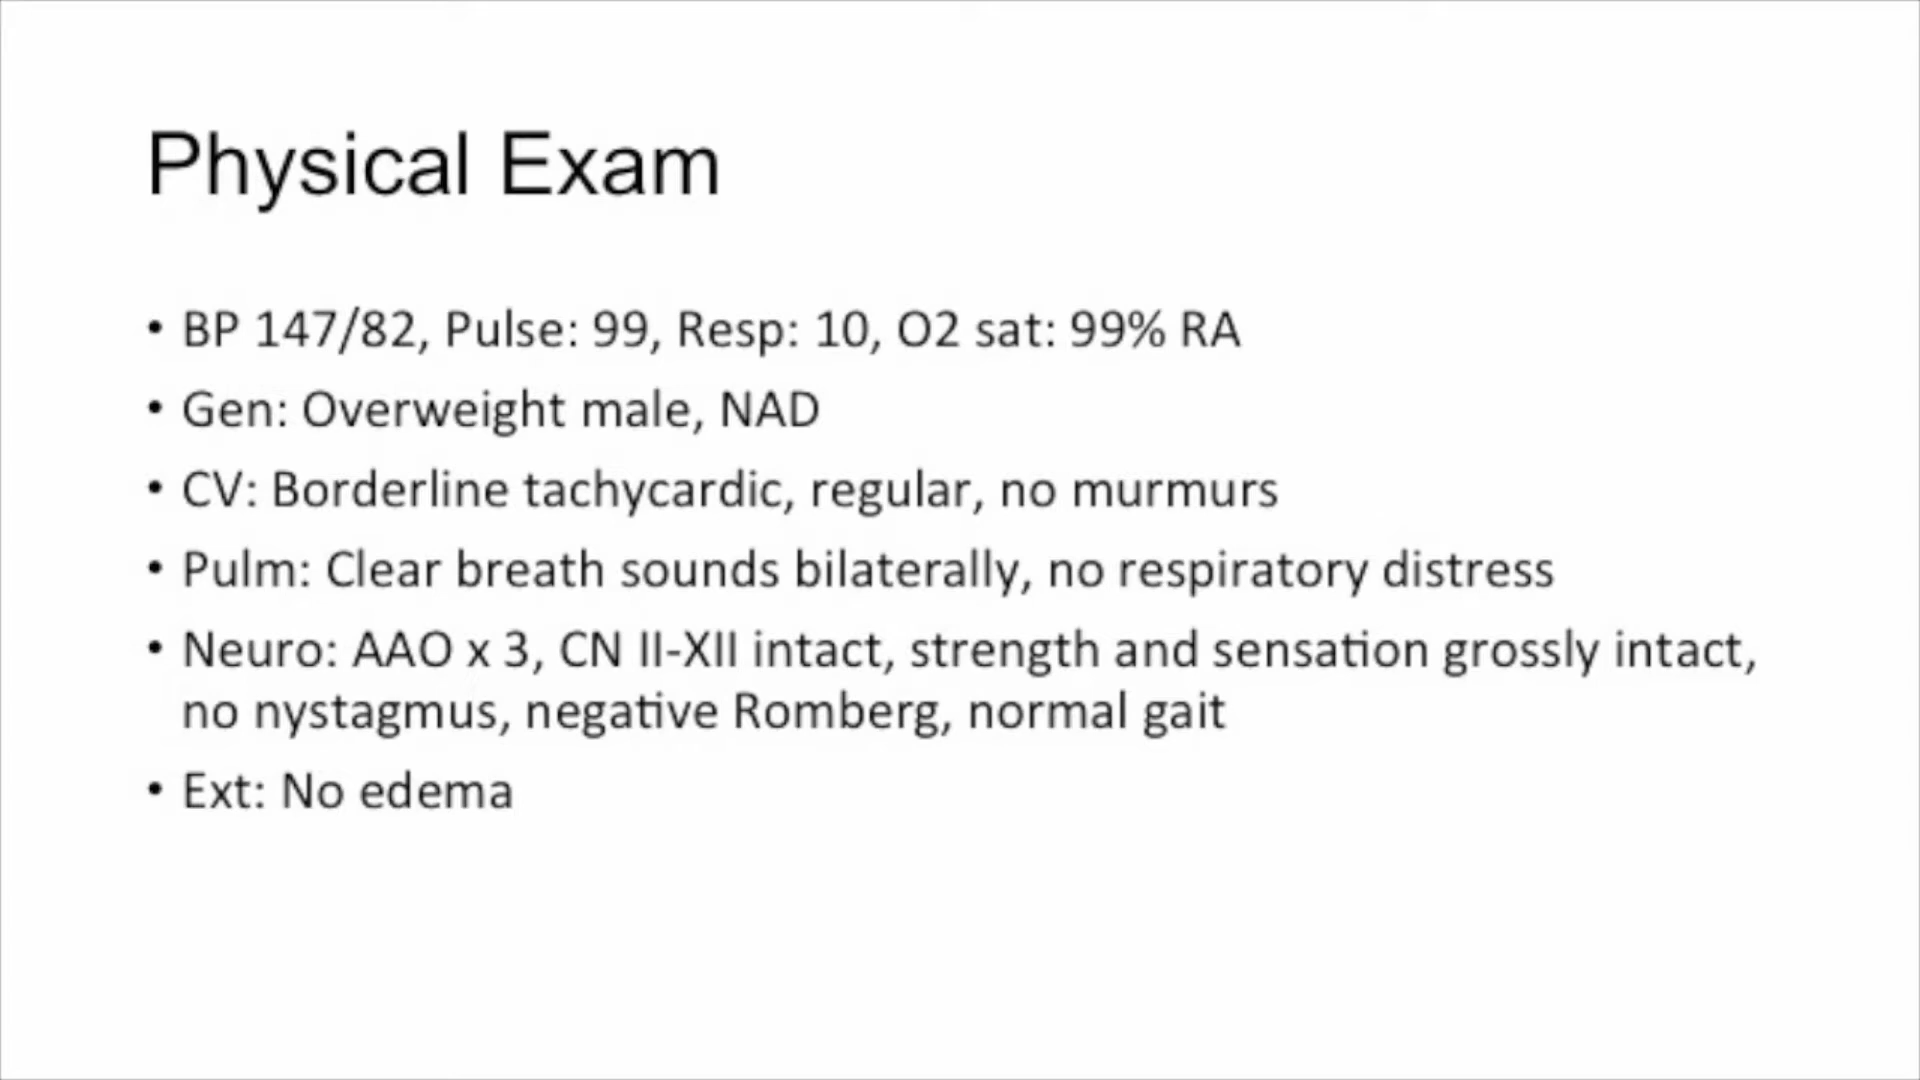 Physical Exam
• BP 147/82, Pulse: 99, Resp: 10, O2 sat: 99% RA
• Gen: Overweight male, NAD
• CV: Borderline tachycardic, regular, no murmurs
• Pulm: Clear breath sounds bilaterally, no respiratory distress
• Neuro: AAO x 3, CN II-XII intact, strength and sensation grossly intact,
no nystagmus, negative Romberg, normal gait
• Ext: No edema